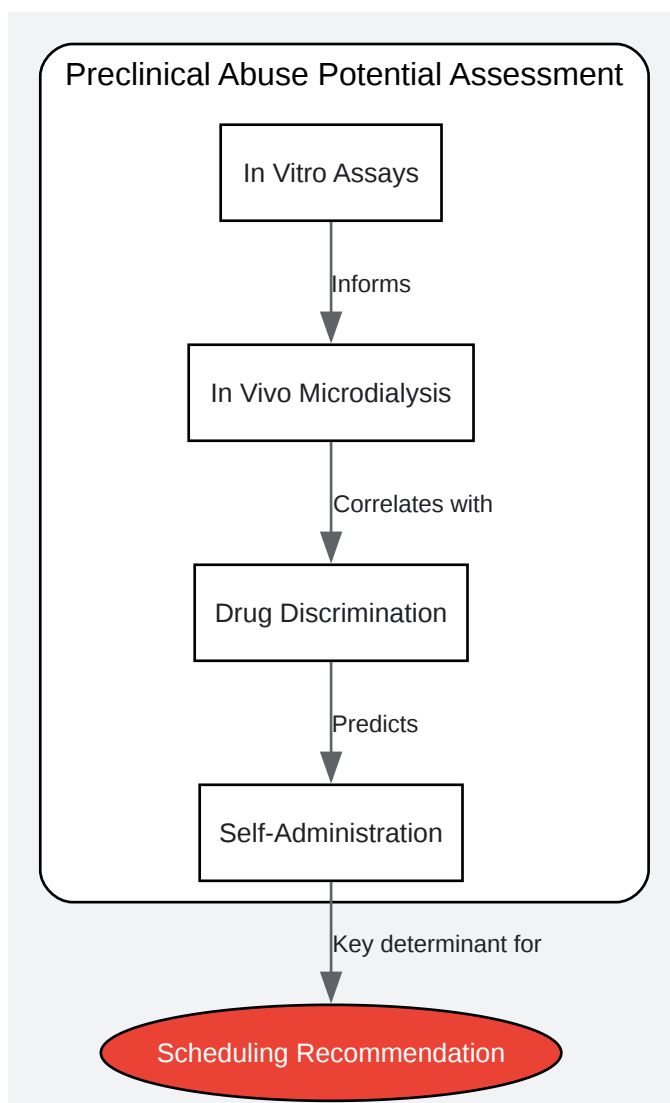 Preclinical Abuse Potential Assessment
In Vitro Assays
Informs
In Vivo Microdialysis
Correlates with
Drug Discrimination
Predicts
Self-Administration
Key determinant for
Scheduling Recommendation